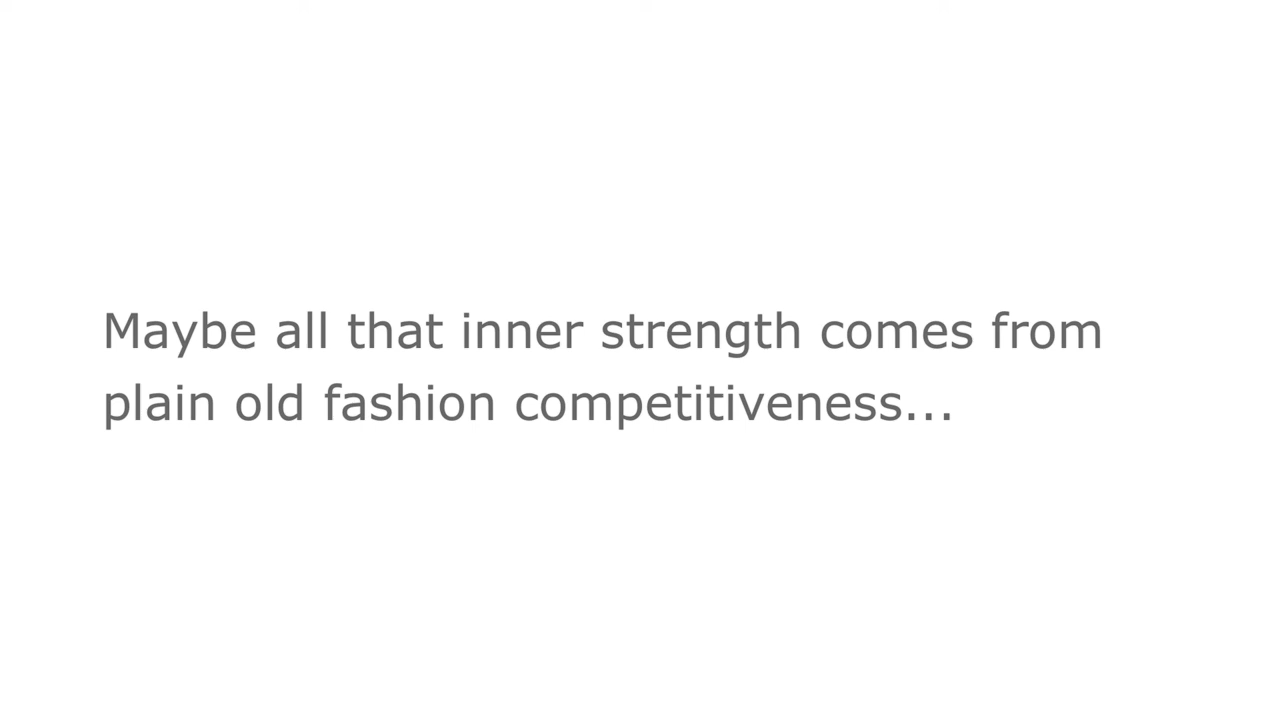 Maybe all that inner strength comes from
plain old fashion competitiveness...